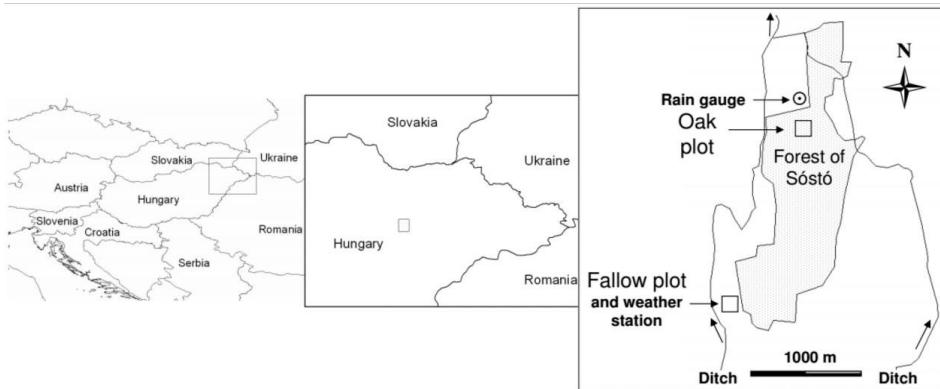 Slovakia
Ukraine
Austria
Hungary
Slovenia
Croatia
Romania
Serbia
Slovakia
Ukraine
Hungary
Romania
N
Rain gauge
Oak
plot
Forest of
Sóstó
Fallow plot
and weather
station
1000 m
Ditch
Ditch